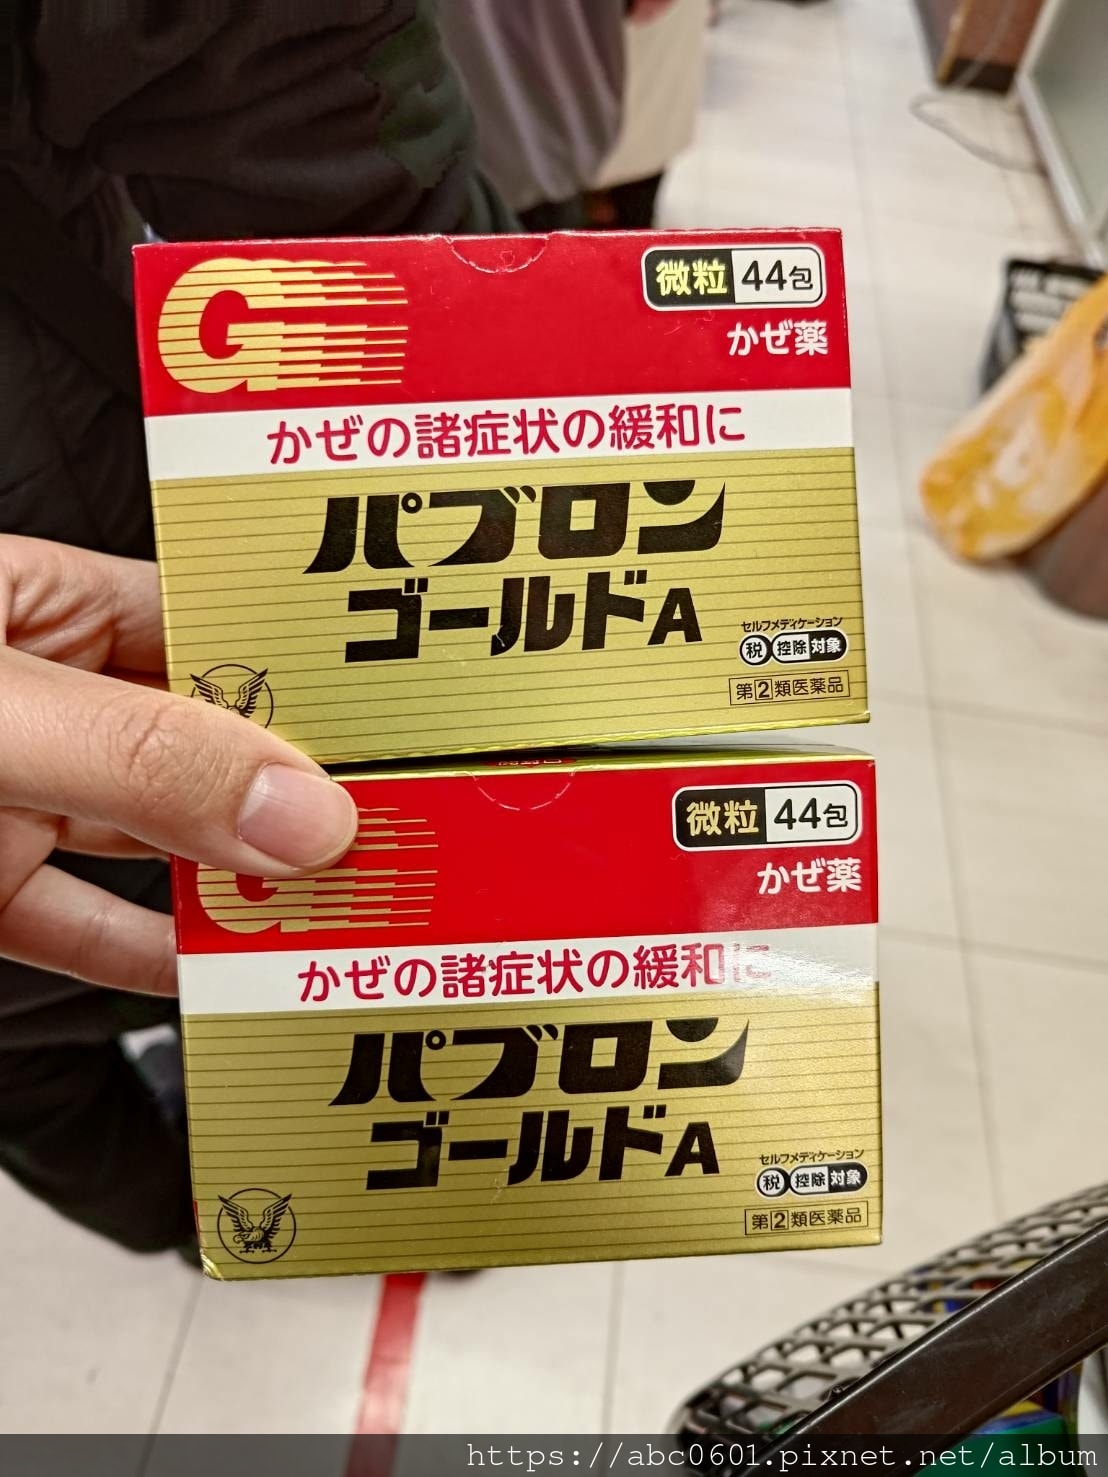 G
微粒 44包
かぜ薬
かぜの諸症状の緩和に
パブロン
ゴールドA
セルフメディケーション
税 控除 対象
第②類医薬品
G
微粒 44包
かぜ薬
かぜの諸症状の緩和に
パブロン
ゴールドA
セルフメディケーション
税 控除 対象
第②類医薬品
https://abc0601.pixnet.net/album